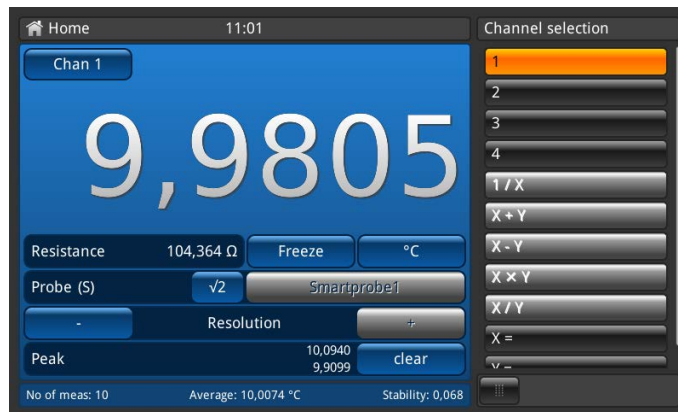 Home 11:01
Chan 1
9,9805
Resistance 104,364 Ω Freeze °C
Probe (S) √2 Smartprobe1
- Resolution +
Peak 10,0940 9,9099 clear
No of meas: 10 Average: 10,0074 °C Stability: 0,068
Channel selection
1
2
3
4
1 / X
X + Y
X - Y
X × Y
X / Y
X =